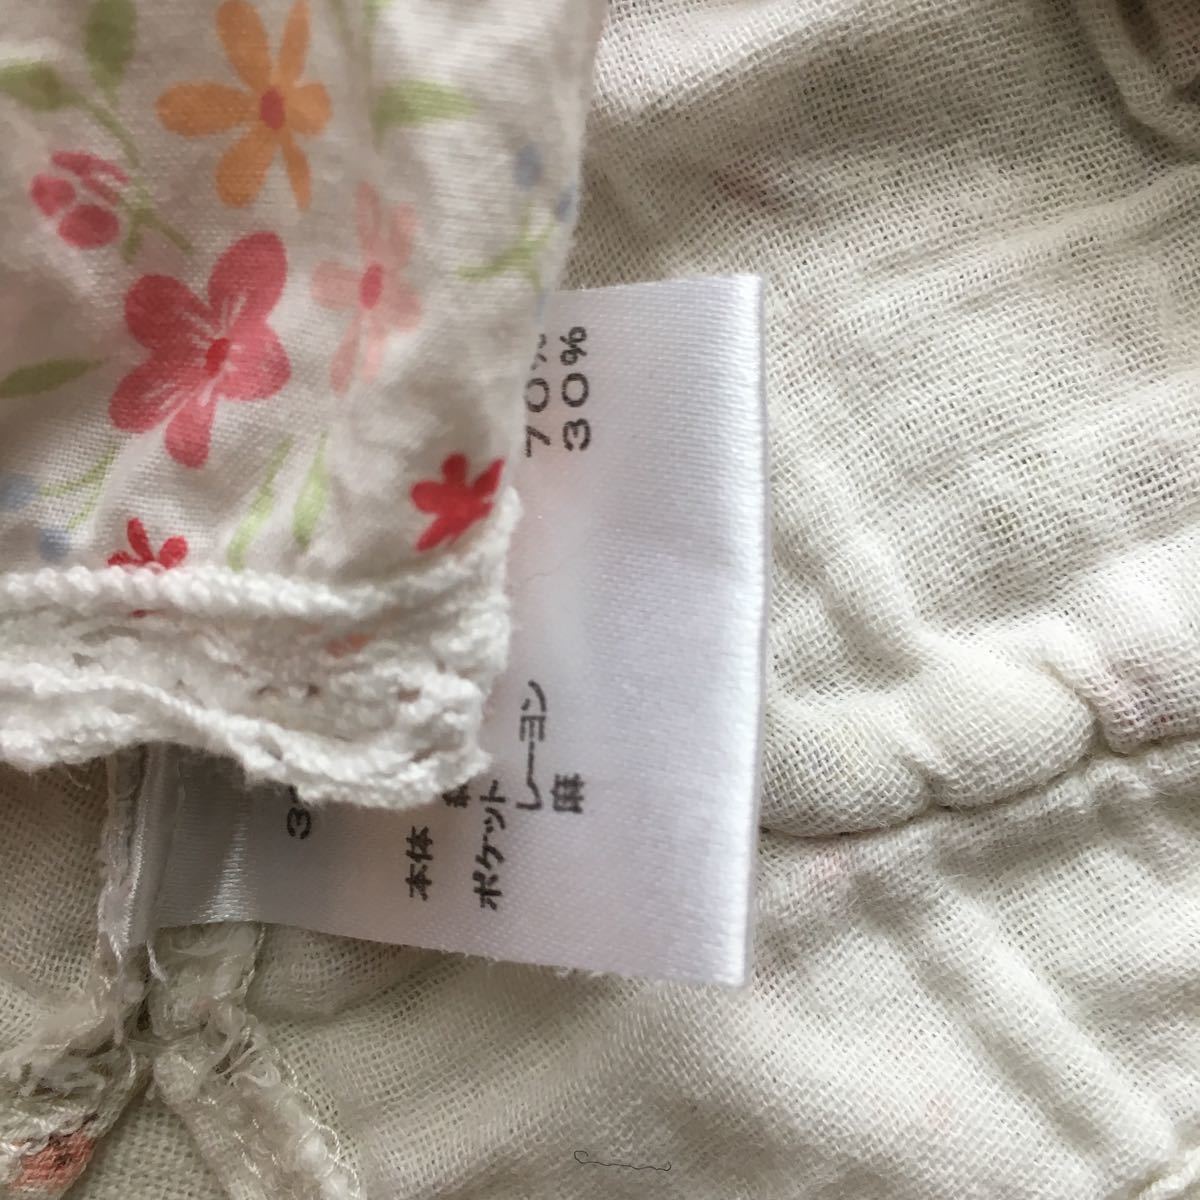 本体
ポケット
レーヨン 70%
麻 30%